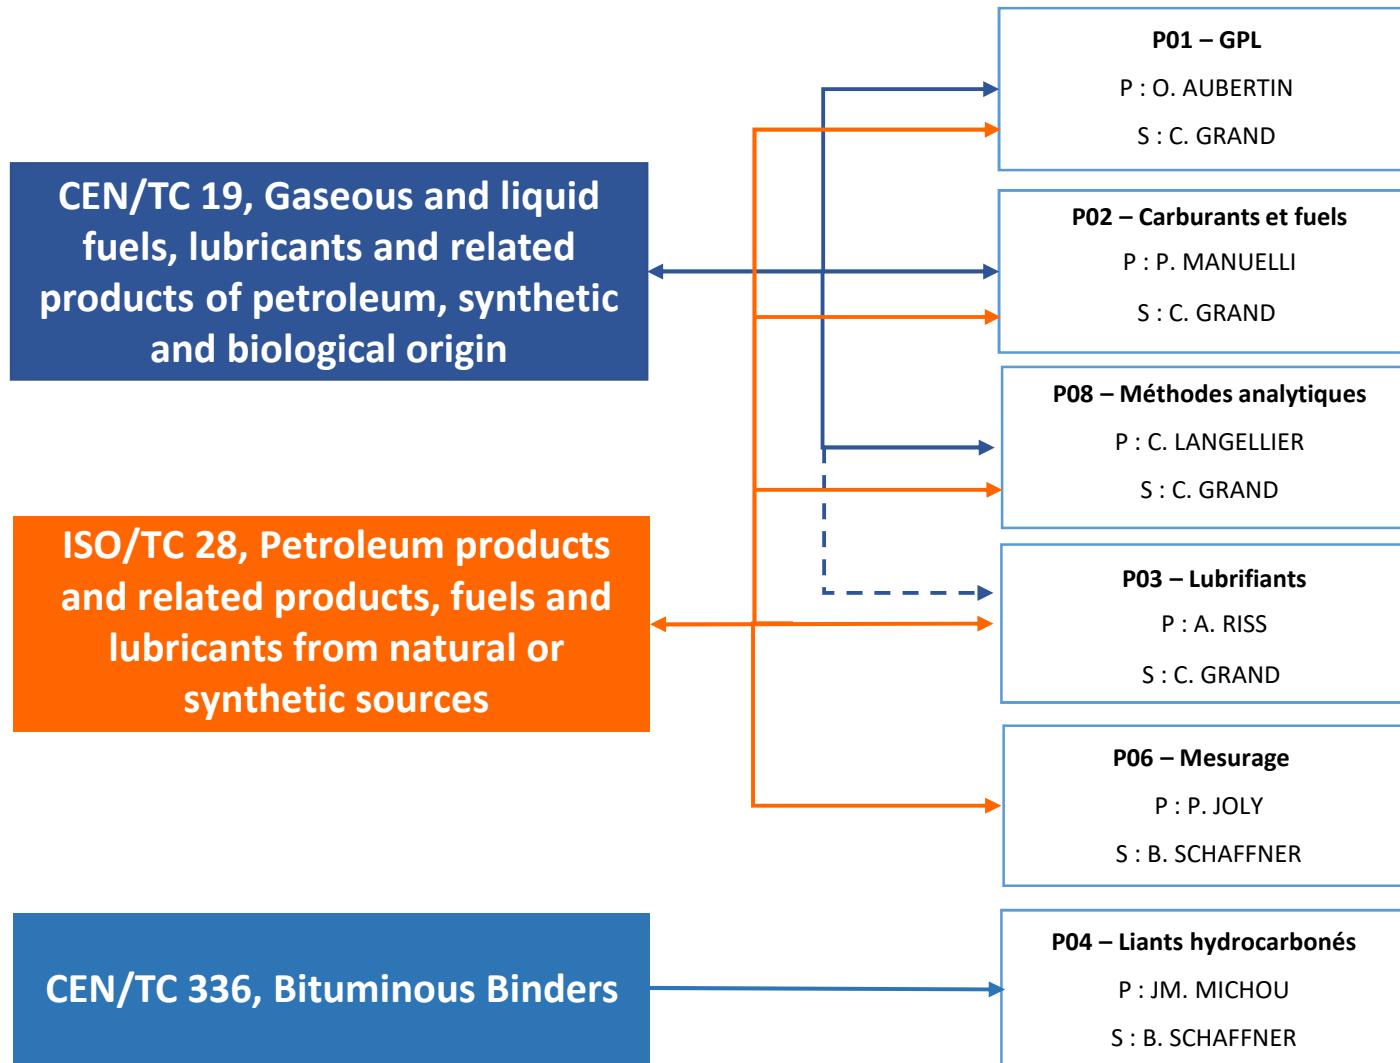 CEN/TC 19, Gaseous and liquid
fuels, lubricants and related
products of petroleum, synthetic
and biological origin
ISO/TC 28, Petroleum products
and related products, fuels and
lubricants from natural or
synthetic sources
CEN/TC 336, Bituminous Binders
P01 – GPL
P : O. AUBERTIN
S : C. GRAND
P02 – Carburants et fuels
P : P. MANUELLI
S : C. GRAND
P08 – Méthodes analytiques
P : C. LANGELLIER
S : C. GRAND
P03 – Lubrifiants
P : A. RISS
S : C. GRAND
P06 – Mesurage
P : P. JOLY
S : B. SCHAFFNER
P04 – Liants hydrocarbonés
P : JM. MICHOU
S : B. SCHAFFNER